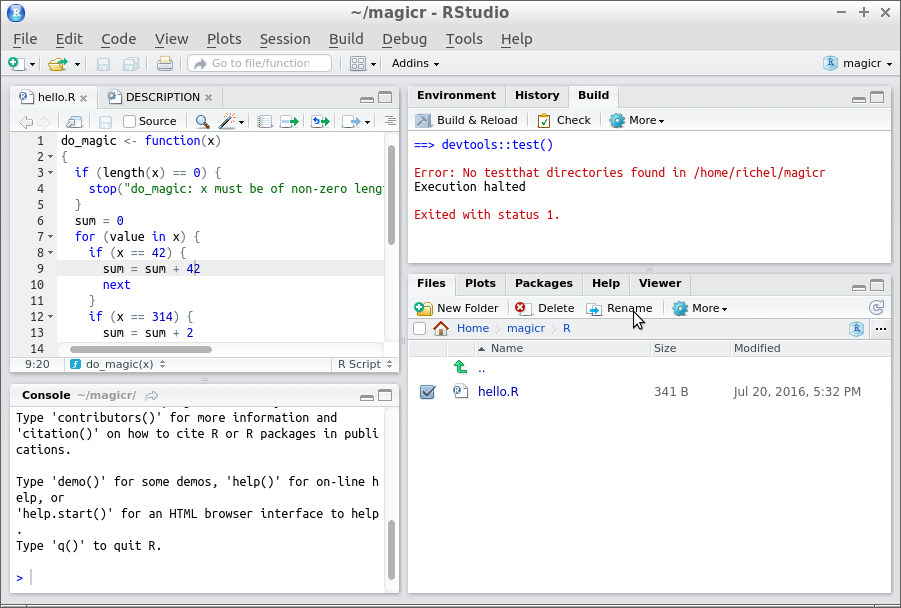 ~/magicr - RStudio
File Edit Code View Plots Session Build Debug Tools Help
Go to file/function Addins magicr
hello.R DESCRIPTION
Source
1 do_magic <- function(x)
2 {
3 if (length(x) == 0) {
4 stop("do_magic: x must be of non-zero leng
5 }
6 sum = 0
7 for (value in x) {
8 if (x == 42) {
9 sum = sum + 42
10 next
11 }
12 if (x == 314) {
13 sum = sum + 2
14
9:20 do_magic(x) R Script
Console ~/magicr/
Type 'contributors()' for more information and
'citation()' on how to cite R or R packages in publi
cations.
Type 'demo()' for some demos, 'help()' for on-line h
elp, or
'help.start()' for an HTML browser interface to help
.
Type 'q()' to quit R.
>
Environment History Build
Build & Reload Check More
==> devtools::test()
Error: No testthat directories found in /home/richel/magicr
Execution halted
Exited with status 1.
Files Plots Packages Help Viewer
New Folder Delete Rename More
Home magicr R ...
Name Size Modified
..
hello.R 341 B Jul 20, 2016, 5:32 PM